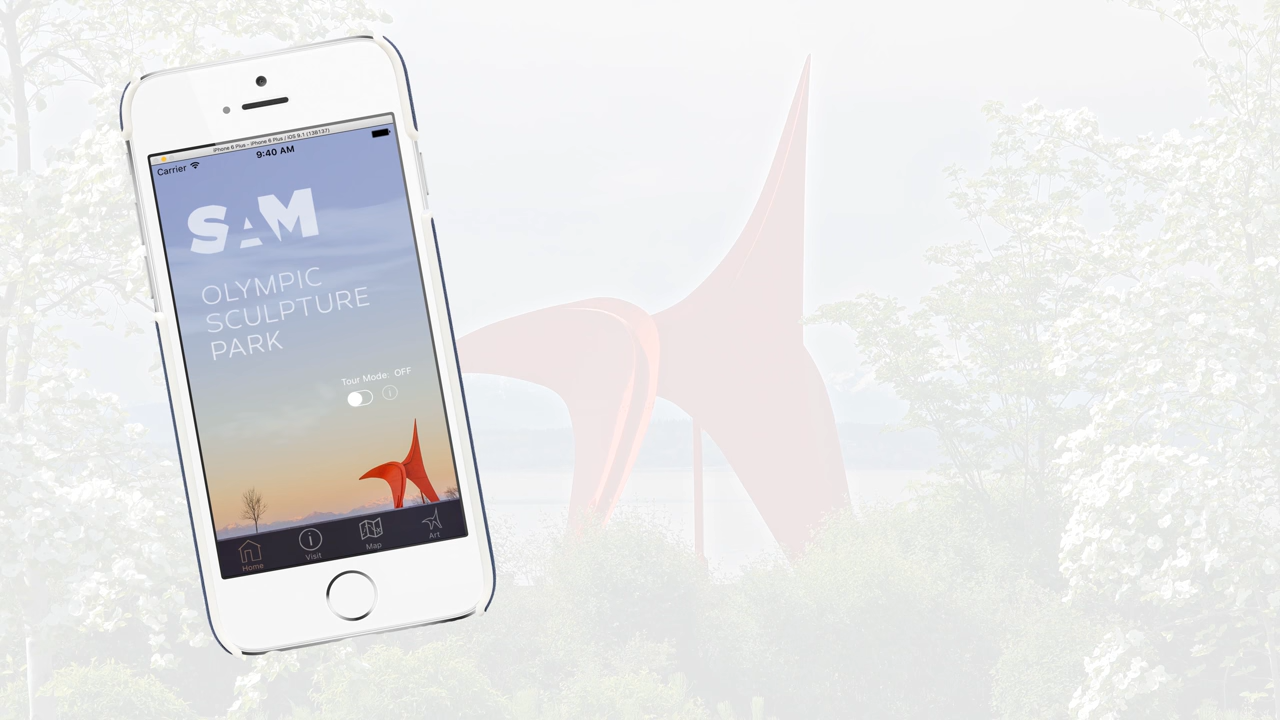 iPhone 6 Plus - iPhone 6 Plus / iOS 9.1 (13B137)
Carrier 9:40 AM
SAM
OLYMPIC
SCULPTURE
PARK
Tour Mode: OFF
Home Visit Map Art